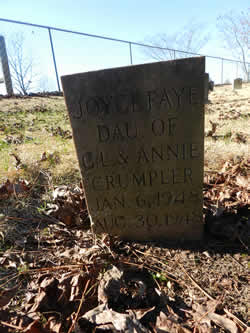 JOYCE FAYE
DAU. OF
C.L. & ANNIE
CRUMPLER
JAN. 6, 1948
AUG. 30, 1948